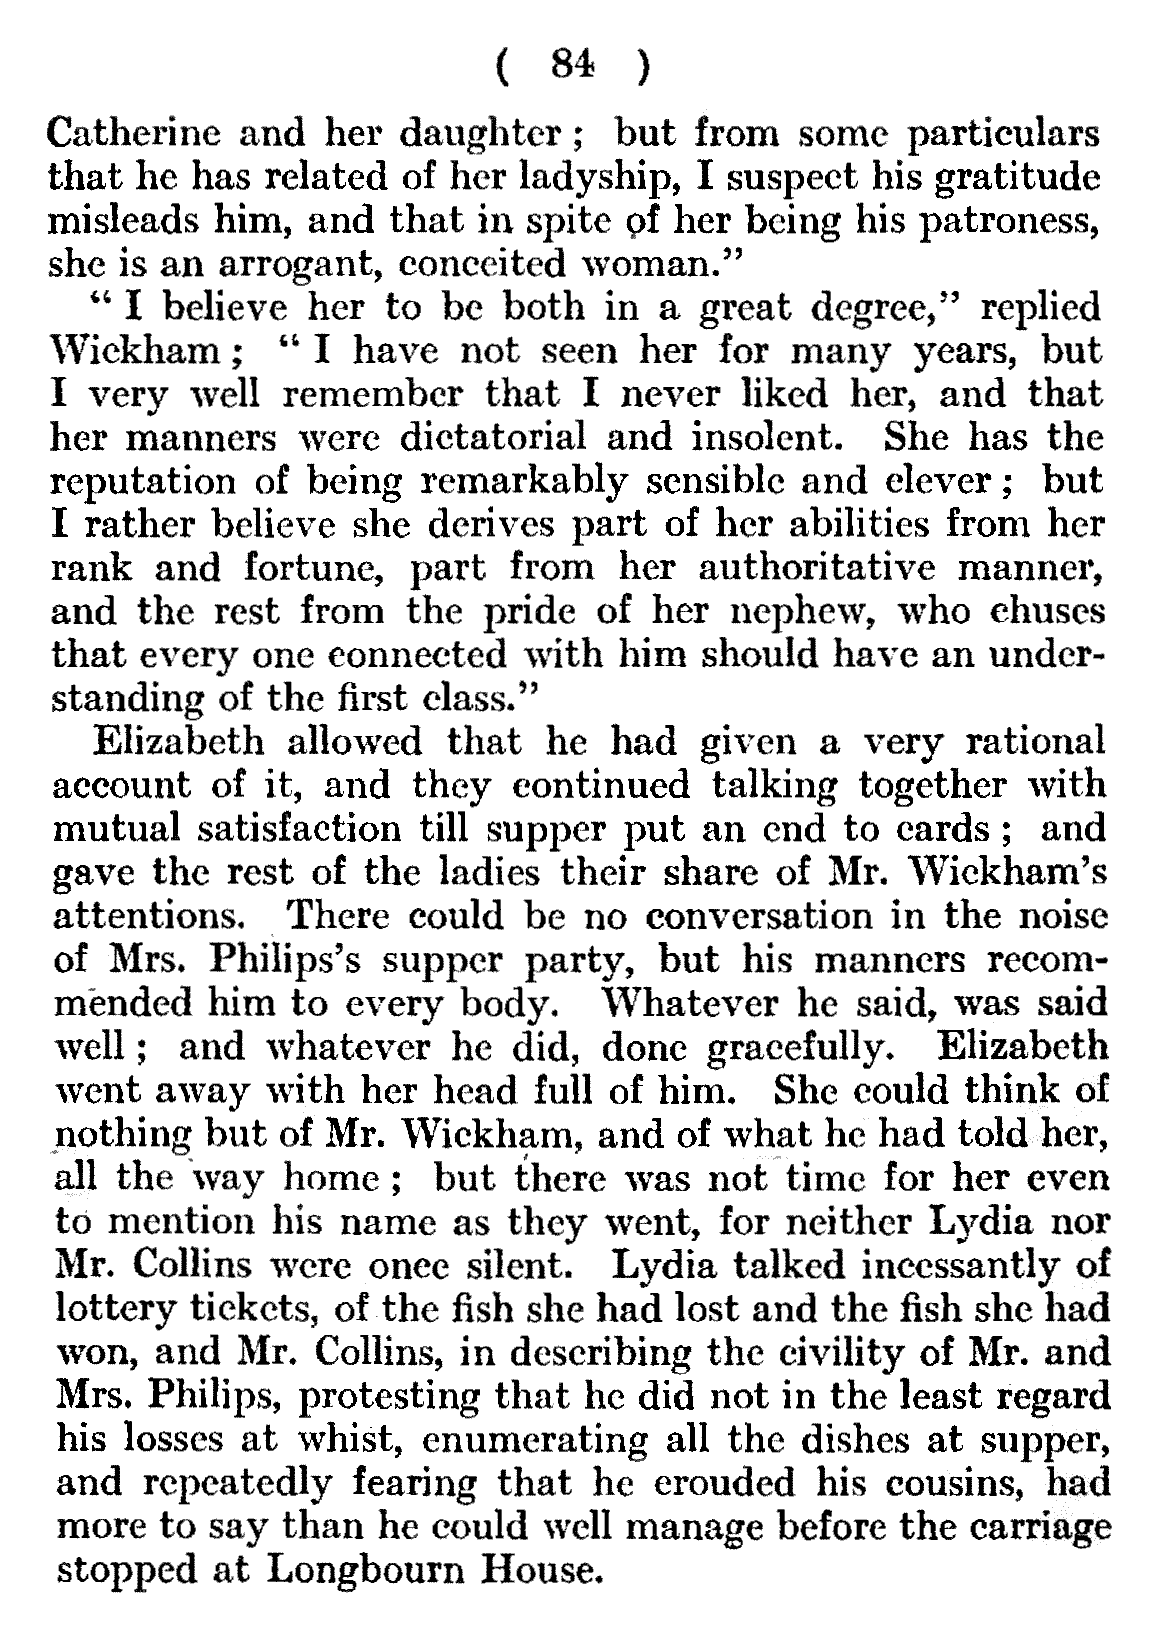 ( 84 )
Catherine and her daughter ; but from some particulars
that he has related of her ladyship, I suspect his gratitude
misleads him, and that in spite of her being his patroness,
she is an arrogant, conceited woman.”
“ I believe her to be both in a great degree,” replied
Wickham ; “ I have not seen her for many years, but
I very well remember that I never liked her, and that
her manners were dictatorial and insolent. She has the
reputation of being remarkably sensible and clever ; but
I rather believe she derives part of her abilities from her
rank and fortune, part from her authoritative manner,
and the rest from the pride of her nephew, who chuses
that every one connected with him should have an under-
standing of the first class.”
Elizabeth allowed that he had given a very rational
account of it, and they continued talking together with
mutual satisfaction till supper put an end to cards ; and
gave the rest of the ladies their share of Mr. Wickham’s
attentions. There could be no conversation in the noise
of Mrs. Philips’s supper party, but his manners recom-
mended him to every body. Whatever he said, was said
well ; and whatever he did, done gracefully. Elizabeth
went away with her head full of him. She could think of
nothing but of Mr. Wickham, and of what he had told her,
all the way home ; but there was not time for her even
to mention his name as they went, for neither Lydia nor
Mr. Collins were once silent. Lydia talked incessantly of
lottery tickets, of the fish she had lost and the fish she had
won, and Mr. Collins, in describing the civility of Mr. and
Mrs. Philips, protesting that he did not in the least regard
his losses at whist, enumerating all the dishes at supper,
and repeatedly fearing that he crouded his cousins, had
more to say than he could well manage before the carriage
stopped at Longbourn House.